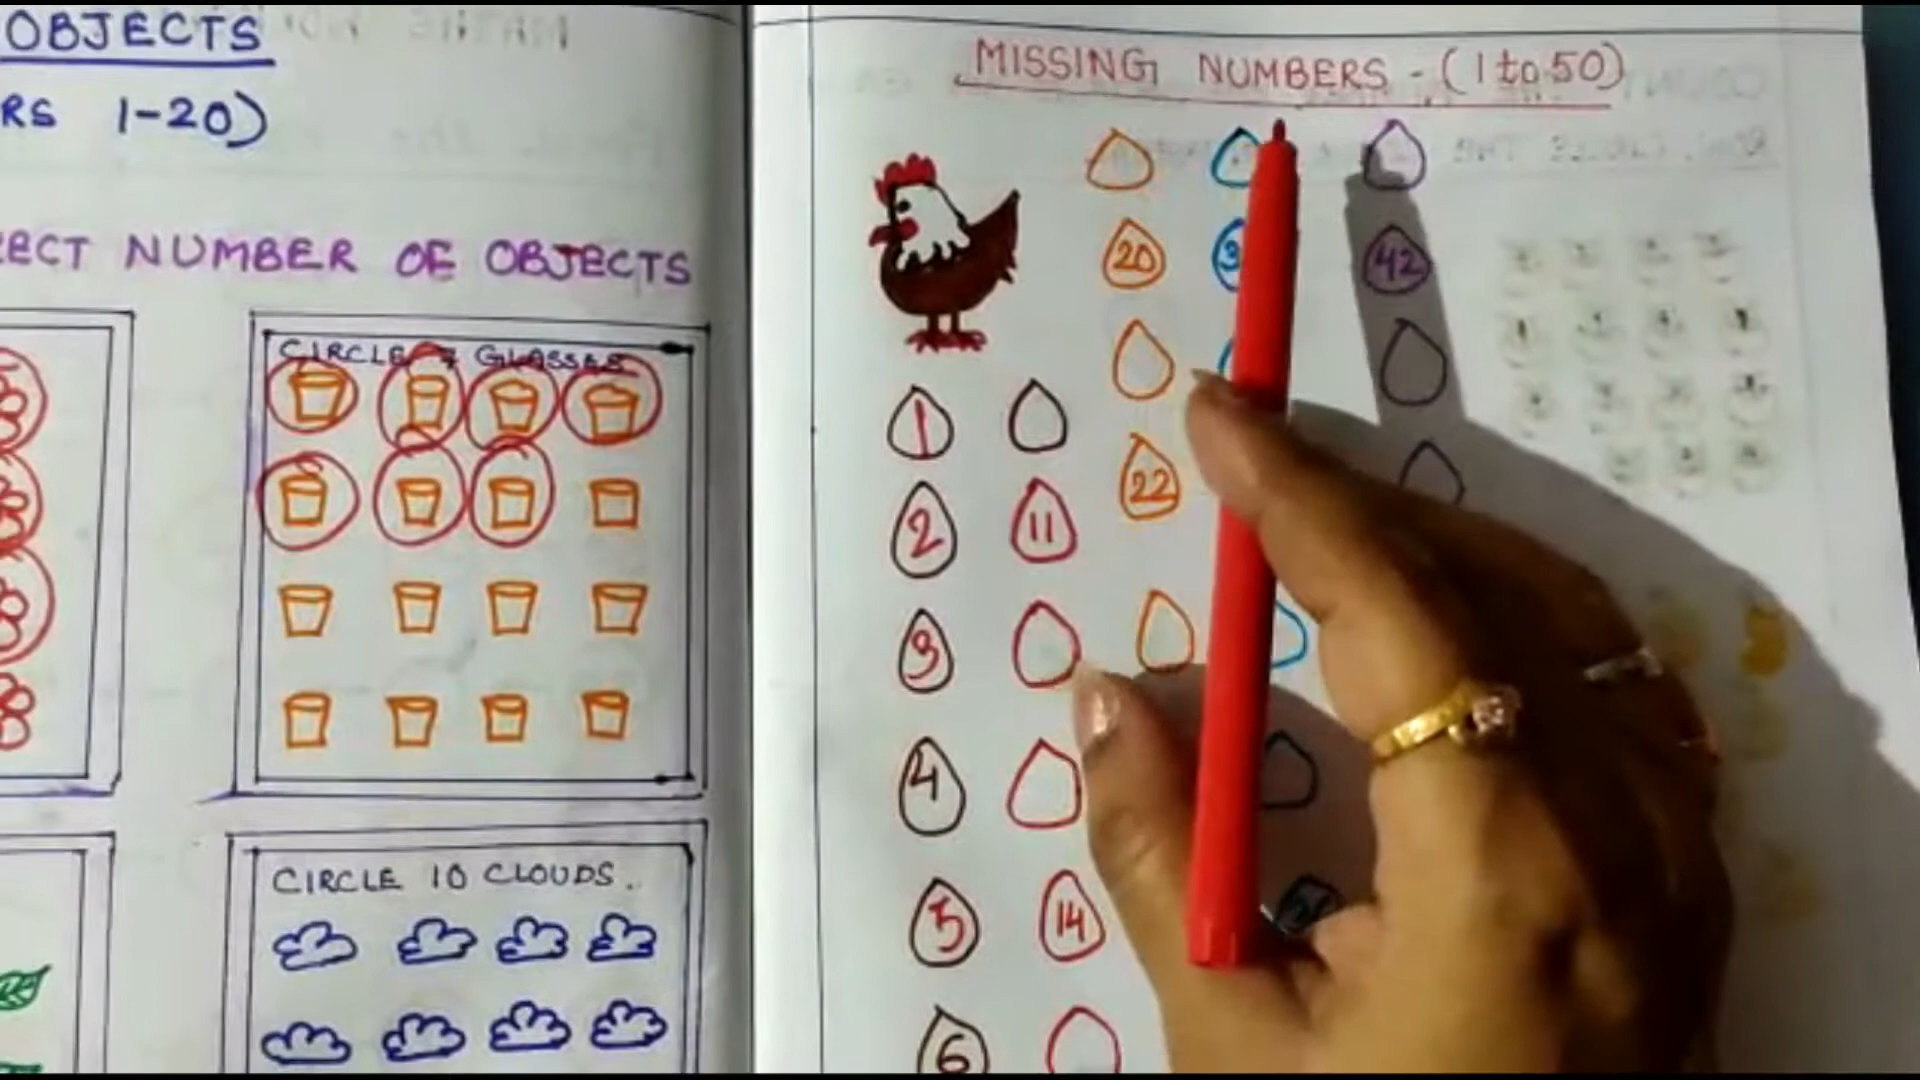 OBJECTS
RS 1-20)
RECT NUMBER OF OBJECTS
CIRCLE 7 GLASSES
CIRCLE 10 CLOUDS.
MISSING NUMBERS - (1 to 50)
20 3 42
1
22
2 11
3
4
5 14
6